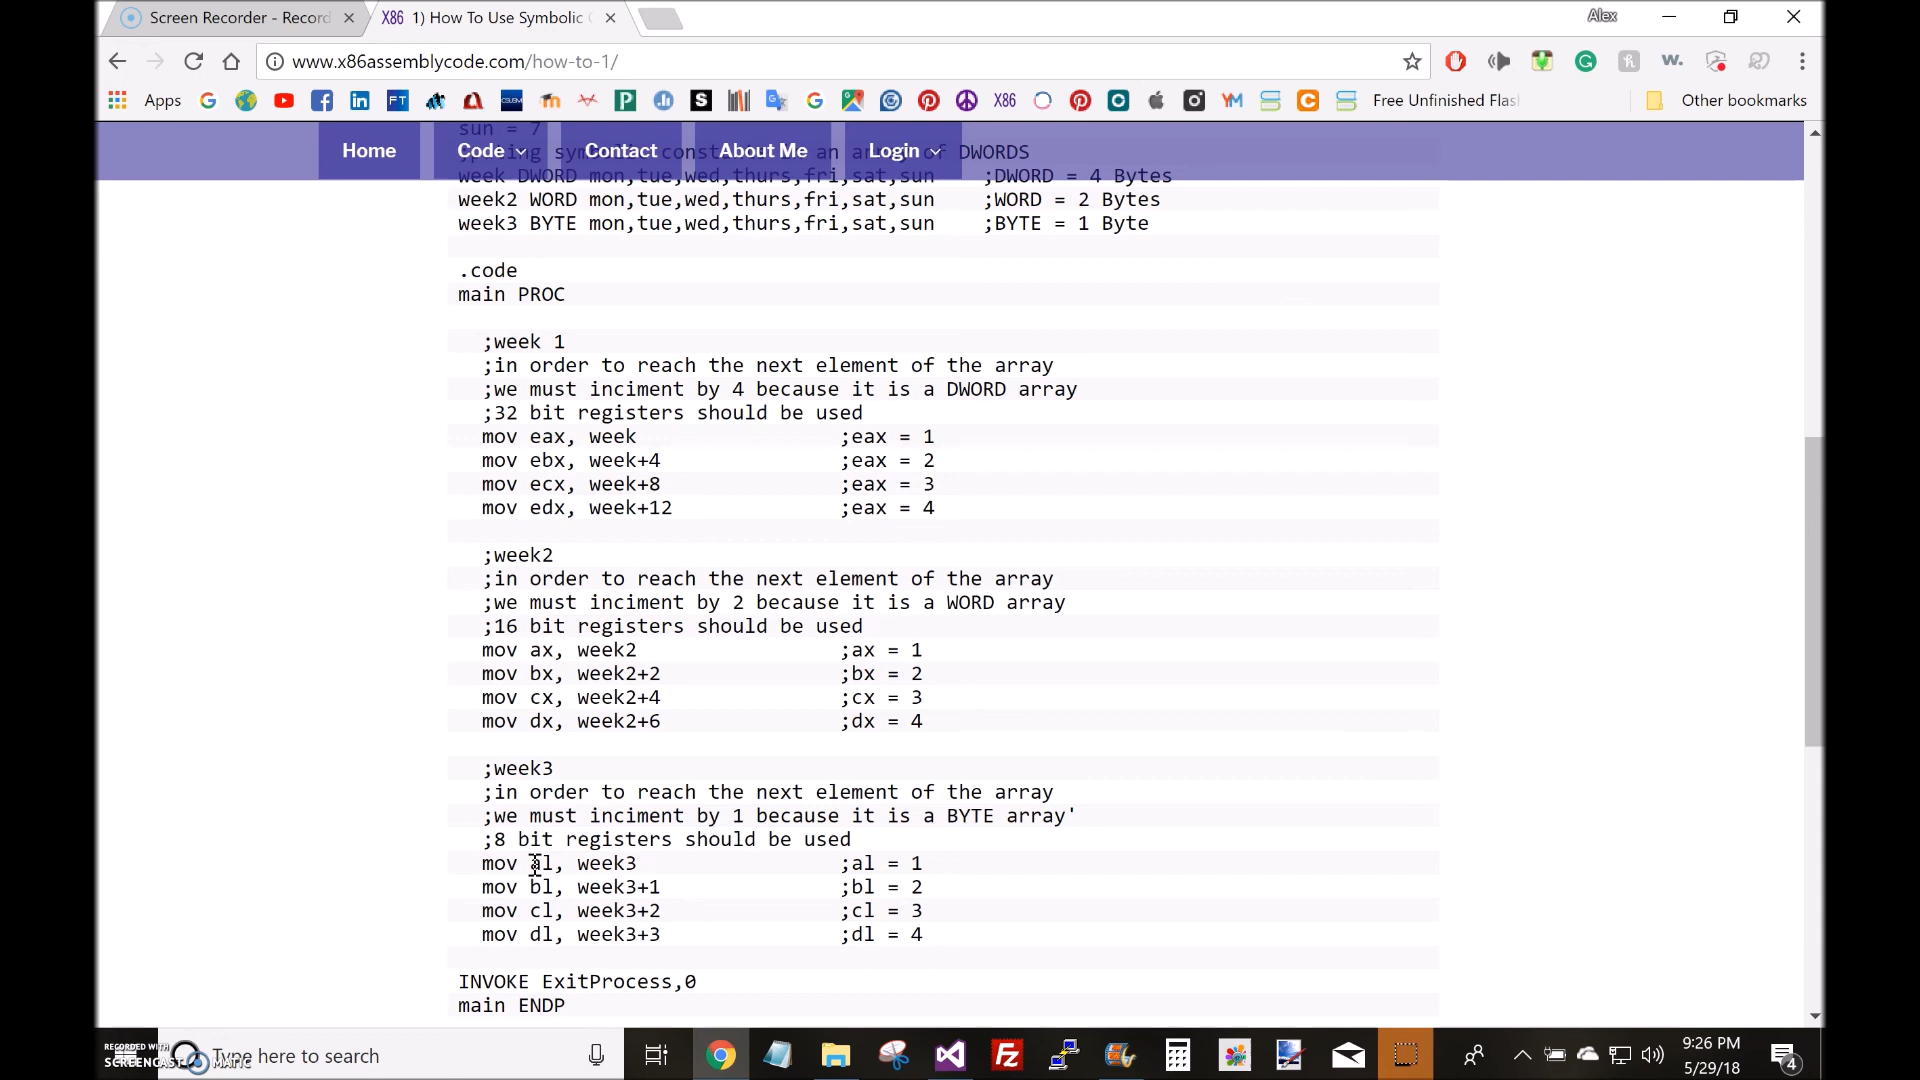 Screen Recorder - Record
X86 1) How To Use Symbolic C
Alex
www.x86assemblycode.com/how-to-1/
Apps
FT
CSUSM
P
S
X86
YM
C
Free Unfinished Flas
Other bookmarks
Home
Code
Contact
About Me
Login
sun = 7
week DWORD mon,tue,wed,thurs,fri,sat,sun ;DWORD = 4 Bytes
week2 WORD mon,tue,wed,thurs,fri,sat,sun ;WORD = 2 Bytes
week3 BYTE mon,tue,wed,thurs,fri,sat,sun ;BYTE = 1 Byte
.code
main PROC
;week 1
;in order to reach the next element of the array
;we must inciment by 4 because it is a DWORD array
;32 bit registers should be used
mov eax, week ;eax = 1
mov ebx, week+4 ;eax = 2
mov ecx, week+8 ;eax = 3
mov edx, week+12 ;eax = 4
;week2
;in order to reach the next element of the array
;we must inciment by 2 because it is a WORD array
;16 bit registers should be used
mov ax, week2 ;ax = 1
mov bx, week2+2 ;bx = 2
mov cx, week2+4 ;cx = 3
mov dx, week2+6 ;dx = 4
;week3
;in order to reach the next element of the array
;we must inciment by 1 because it is a BYTE array'
;8 bit registers should be used
mov al, week3 ;al = 1
mov bl, week3+1 ;bl = 2
mov cl, week3+2 ;cl = 3
mov dl, week3+3 ;dl = 4
INVOKE ExitProcess,0
main ENDP
RECORDED WITH
SCREENCAST MATIC
Type here to search
9:26 PM
5/29/18
4